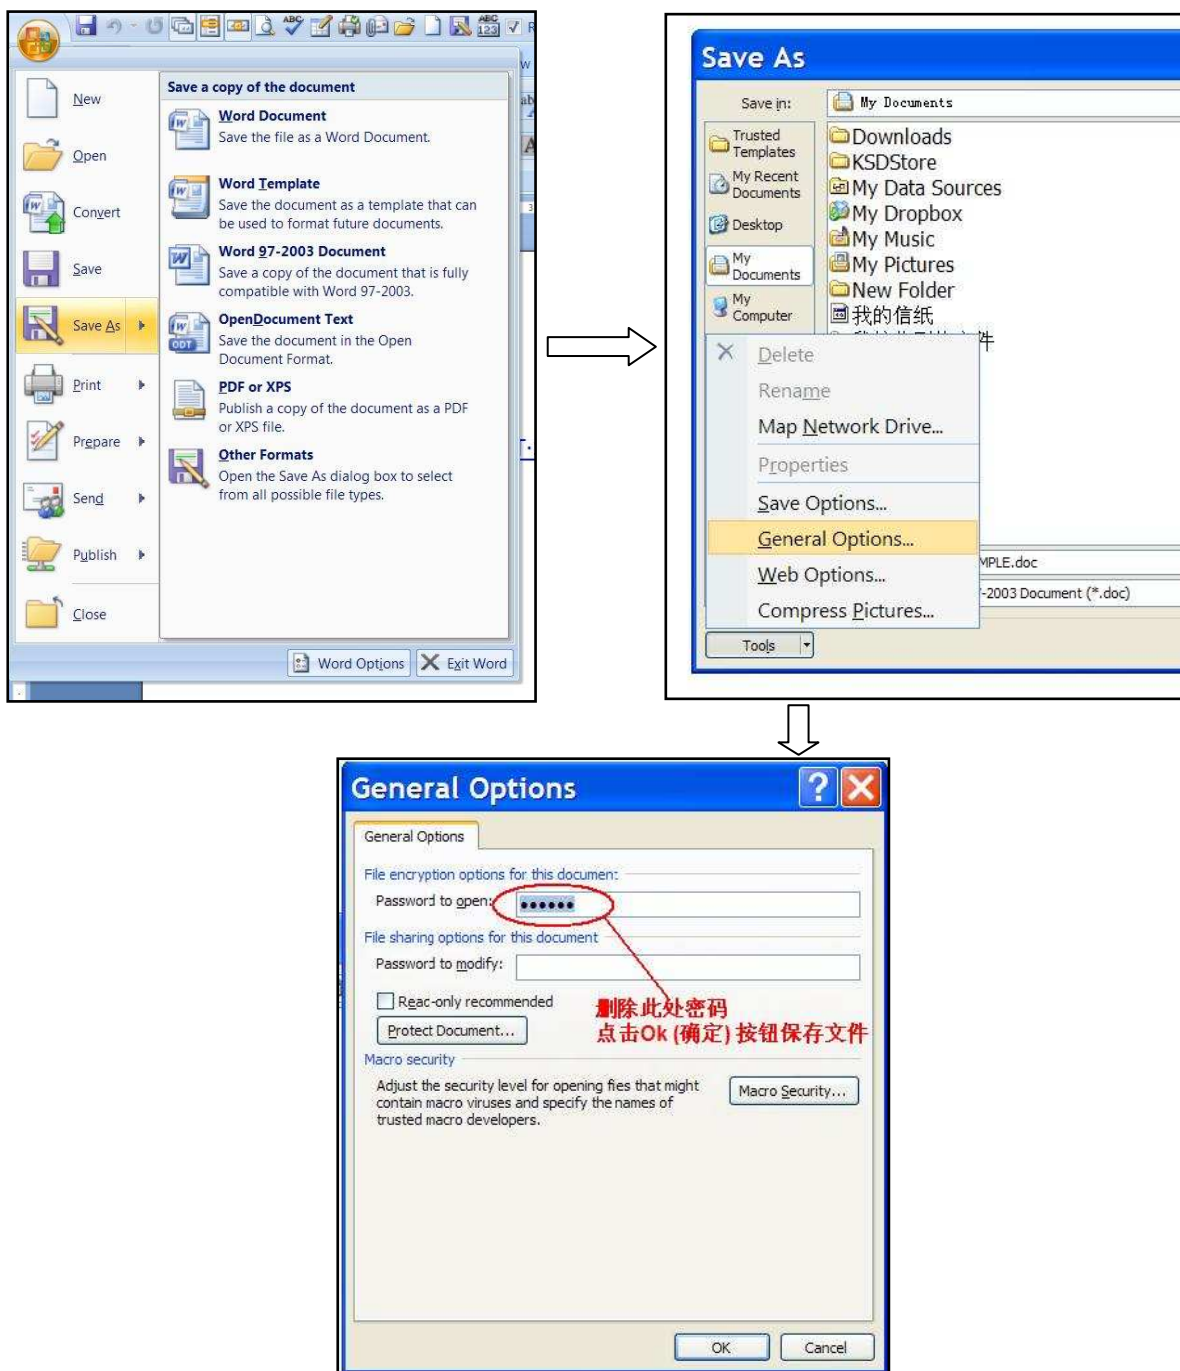 New
Open
Convert
Save
Save As
Print
Prepare
Send
Publish
Close
Save a copy of the document
Word Document
Save the file as a Word Document.
Word Template
Save the document as a template that can
be used to format future documents.
Word 97-2003 Document
Save a copy of the document that is fully
compatible with Word 97-2003.
OpenDocument Text
Save the document in the Open
Document Format.
PDF or XPS
Publish a copy of the document as a PDF
or XPS file.
Other Formats
Open the Save As dialog box to select
from all possible file types.
Word Options
Exit Word
Save As
Save in:
My Documents
Trusted
Templates
My Recent
Documents
Desktop
My
Documents
My
Computer
Downloads
KSDStore
My Data Sources
My Dropbox
My Music
My Pictures
New Folder
我的信纸
件
Delete
Rename
Map Network Drive...
Properties
Save Options...
General Options...
Web Options...
Compress Pictures...
MPLE.doc
-2003 Document (*.doc)
Tools
General Options
General Options
File encryption options for this document
Password to open:
File sharing options for this document
Password to modify:
Read-only recommended
Protect Document...
删除此处密码
点击Ok (确定) 按钮保存文件
Macro security
Adjust the security level for opening fies that might
contain macro viruses and specify the names of
trusted macro developers.
Macro Security...
OK
Cancel